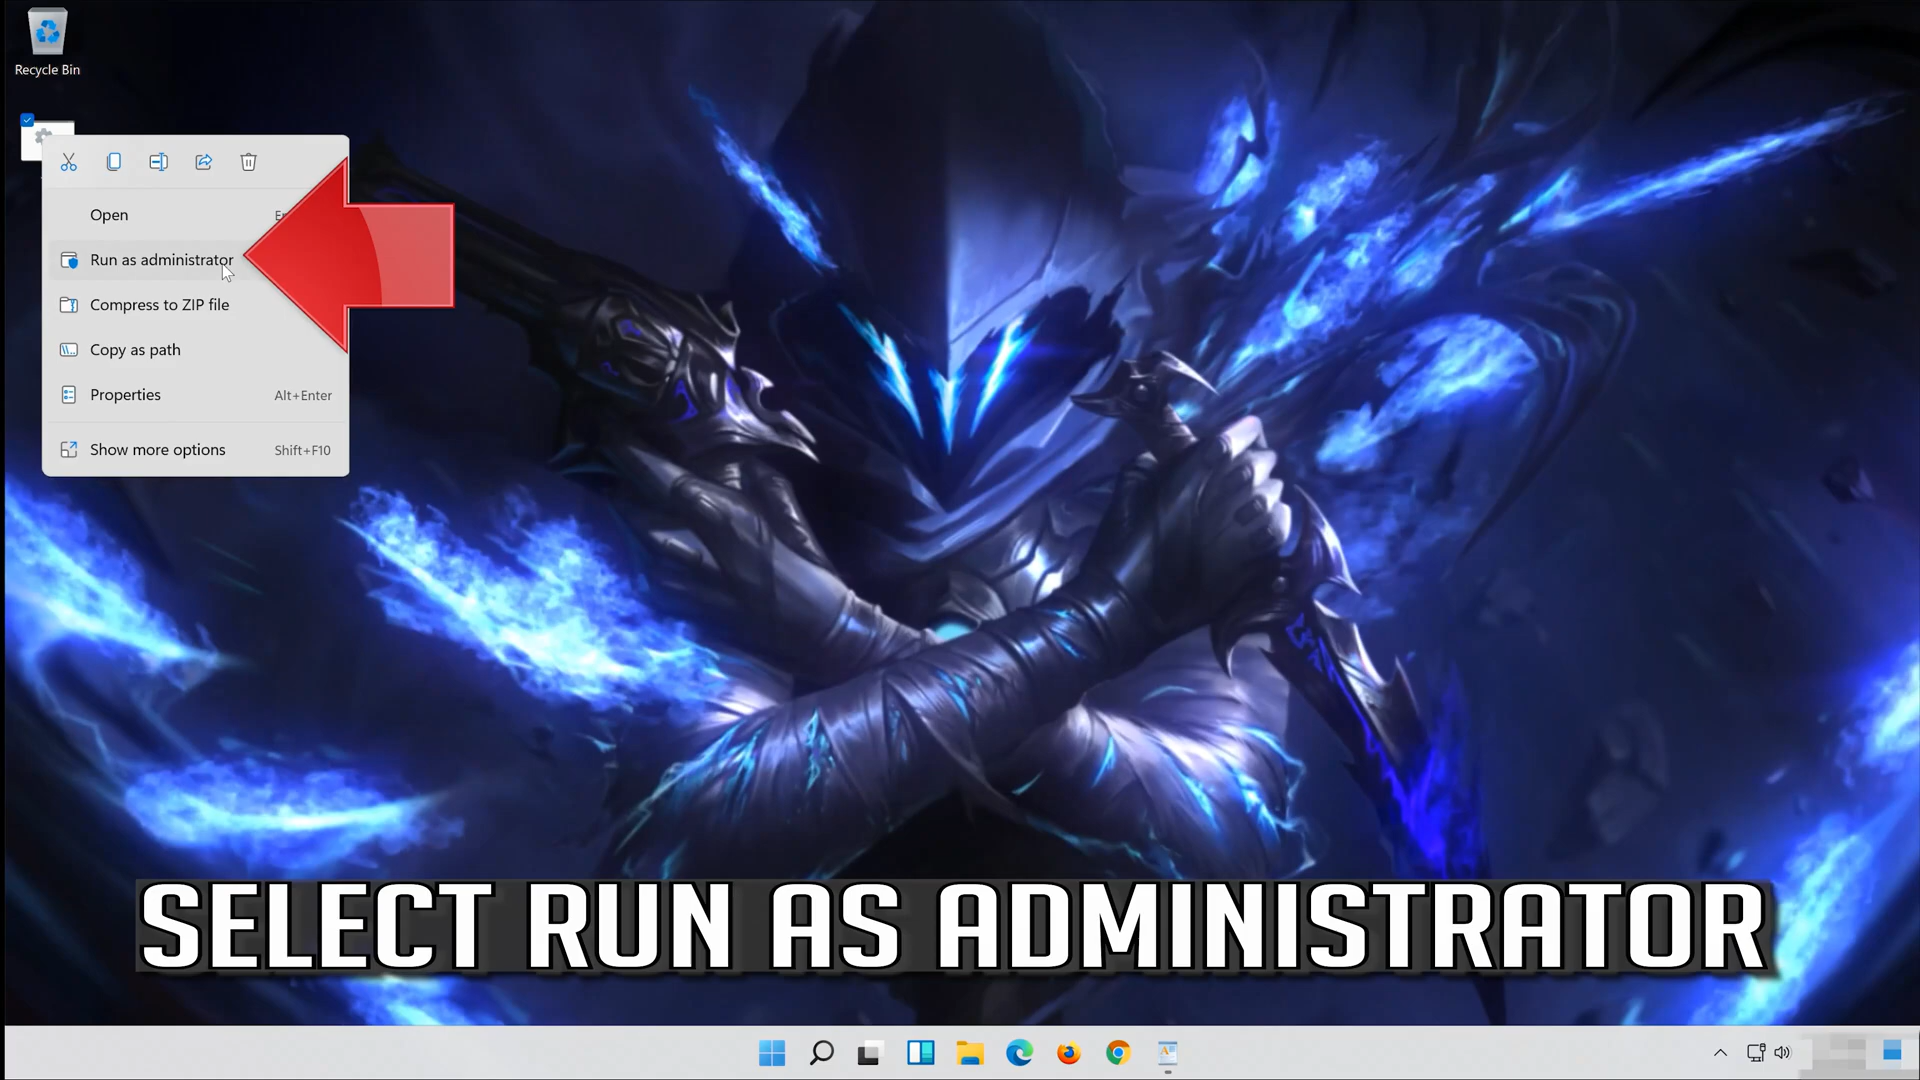 Recycle Bin
Open
Run as administrator
Compress to ZIP file
Copy as path
Properties Alt+Enter
Show more options Shift+F10
SELECT RUN AS ADMINISTRATOR